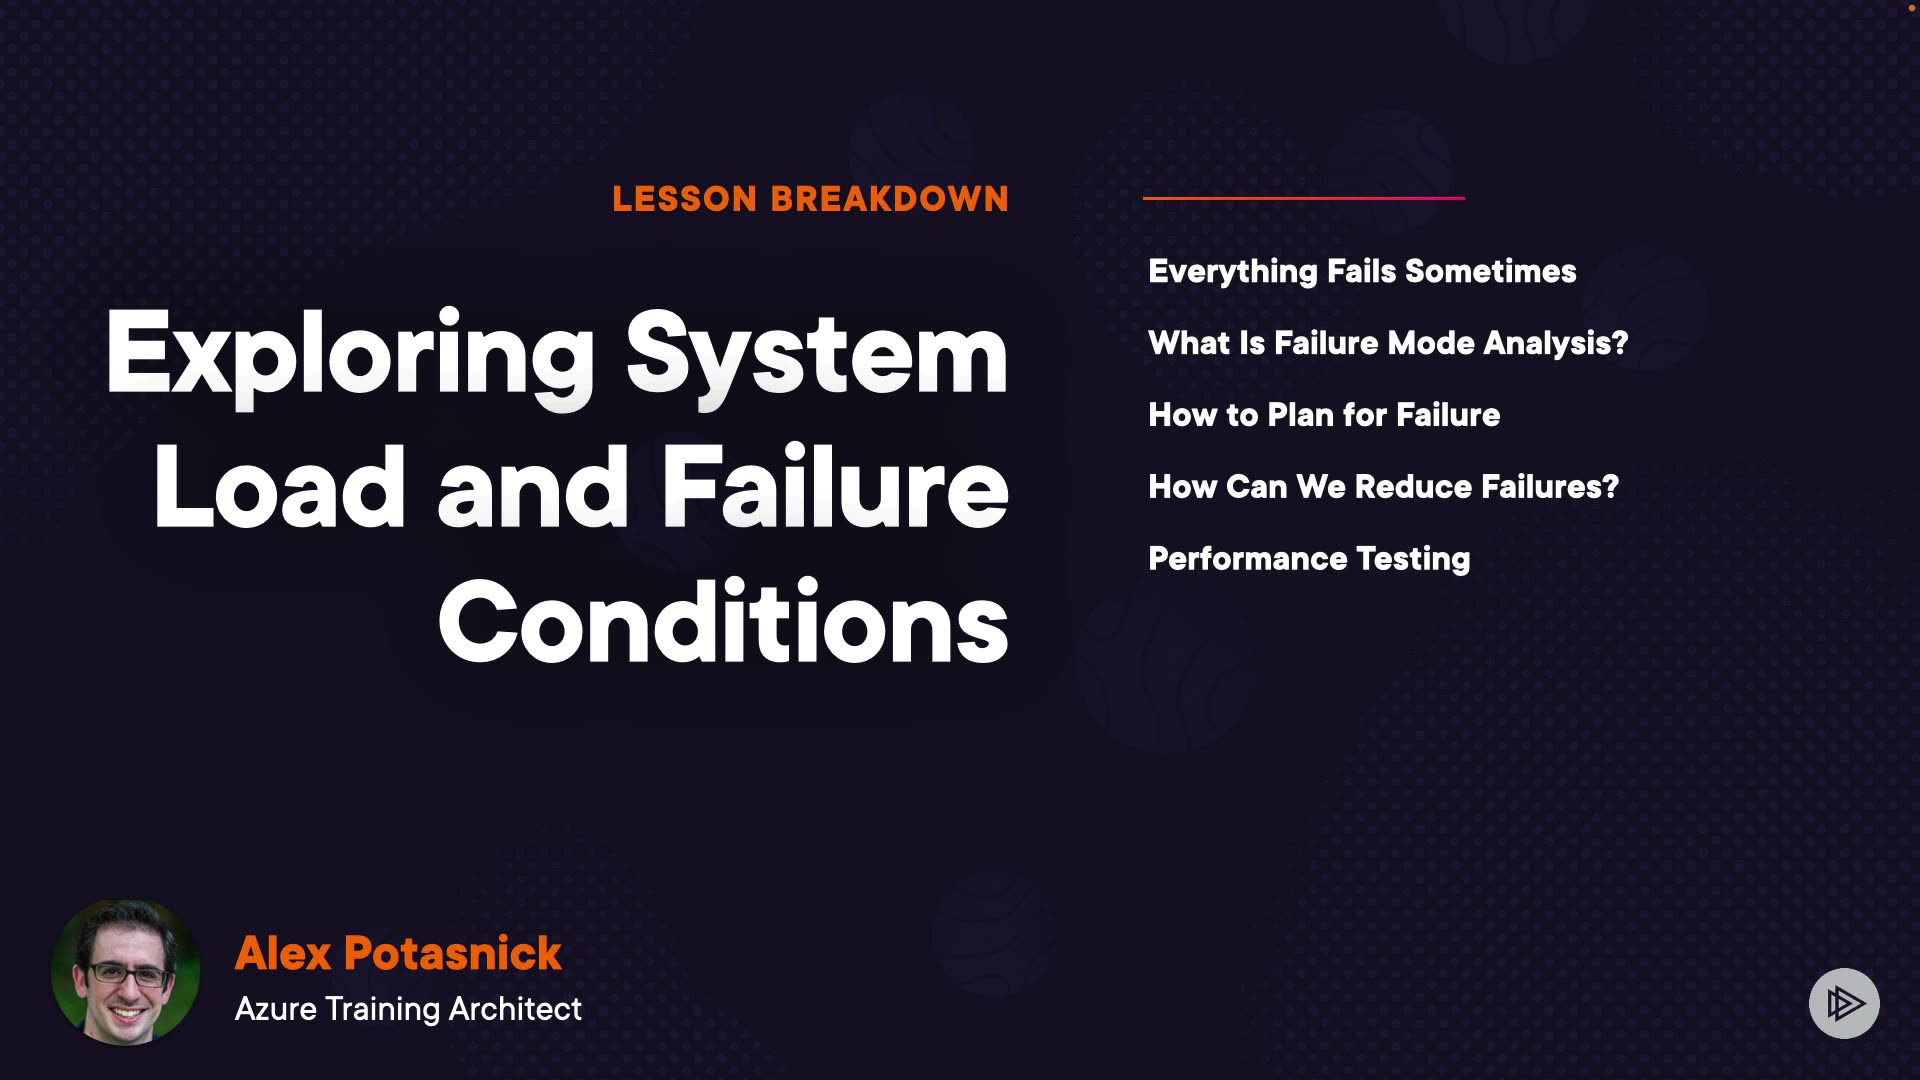 LESSON BREAKDOWN
Exploring System
Load and Failure
Conditions
Everything Fails Sometimes
What Is Failure Mode Analysis?
How to Plan for Failure
How Can We Reduce Failures?
Performance Testing
Alex Potasnick
Azure Training Architect